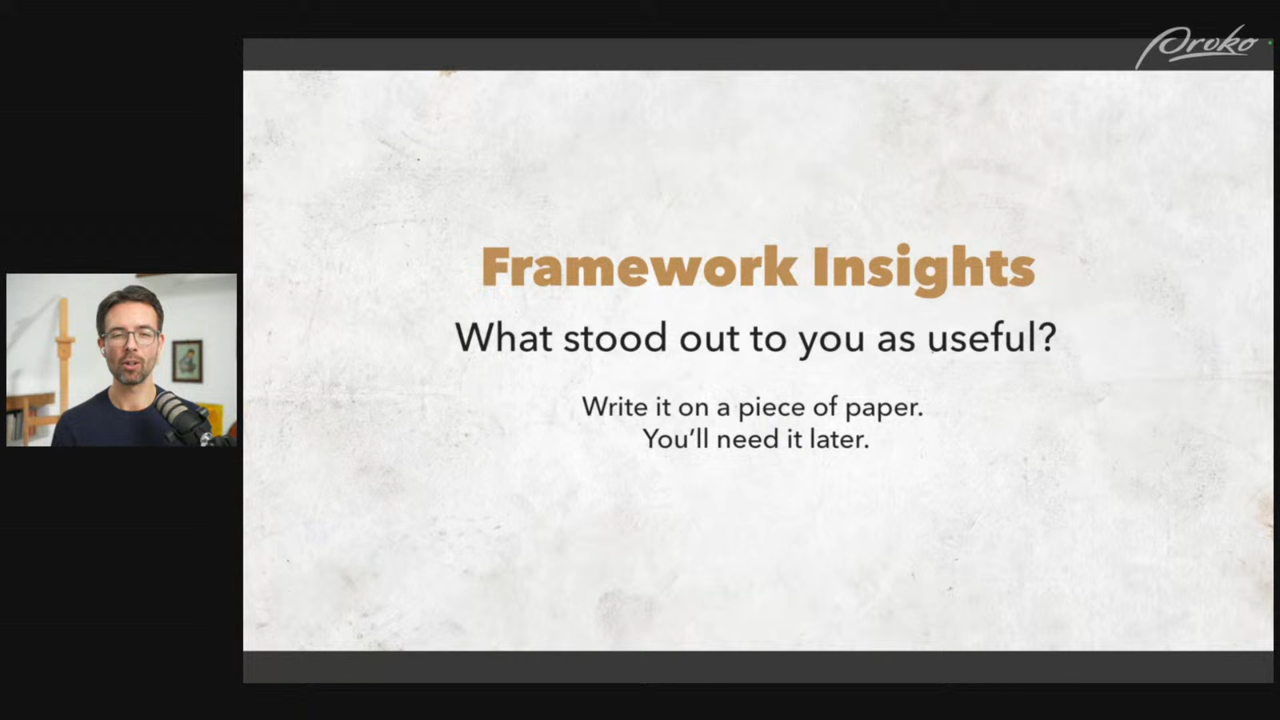 Proko
Framework Insights
What stood out to you as useful?
Write it on a piece of paper.
You’ll need it later.